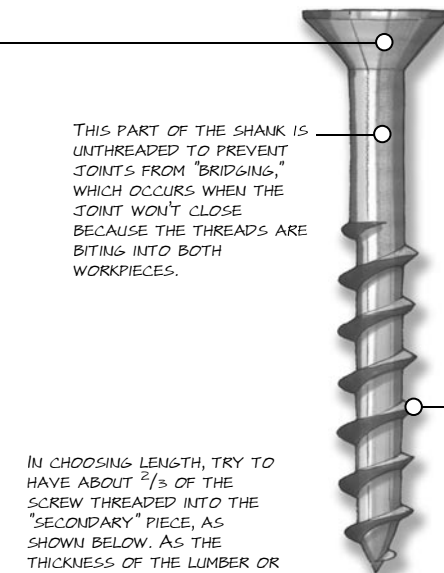 THIS PART OF THE SHANK IS
UNTHREADED TO PREVENT
JOINTS FROM "BRIDGING,"
WHICH OCCURS WHEN THE
JOINT WON'T CLOSE
BECAUSE THE THREADS ARE
BITING INTO BOTH
WORKPIECES.
IN CHOOSING LENGTH, TRY TO
HAVE ABOUT 2/3 OF THE
SCREW THREADED INTO THE
"SECONDARY" PIECE, AS
SHOWN BELOW. AS THE
THICKNESS OF THE LUMBER OR